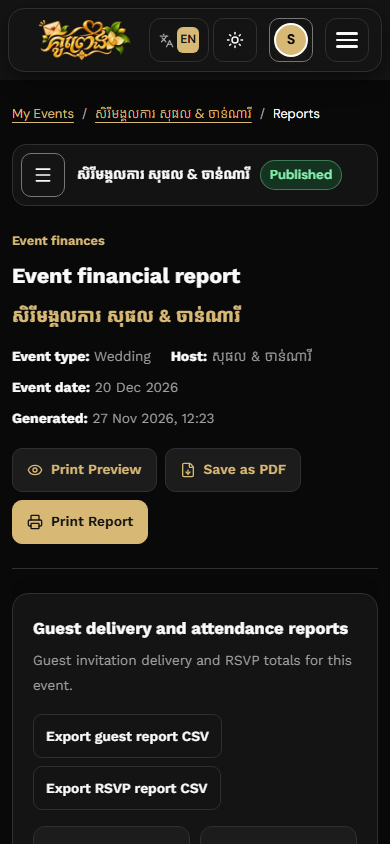 គូព្រេង
EN
S
My Events / សិរីមង្គលការ សុផល & ចាន់ណារី / Reports
សិរីមង្គលការ សុផល & ចាន់ណារី Published
Event finances
Event financial report
សិរីមង្គលការ សុផល & ចាន់ណារី
Event type: Wedding Host: សុផល & ចាន់ណារី
Event date: 20 Dec 2026
Generated: 27 Nov 2026, 12:23
Print Preview
Save as PDF
Print Report
Guest delivery and attendance reports
Guest invitation delivery and RSVP totals for this
event.
Export guest report CSV
Export RSVP report CSV